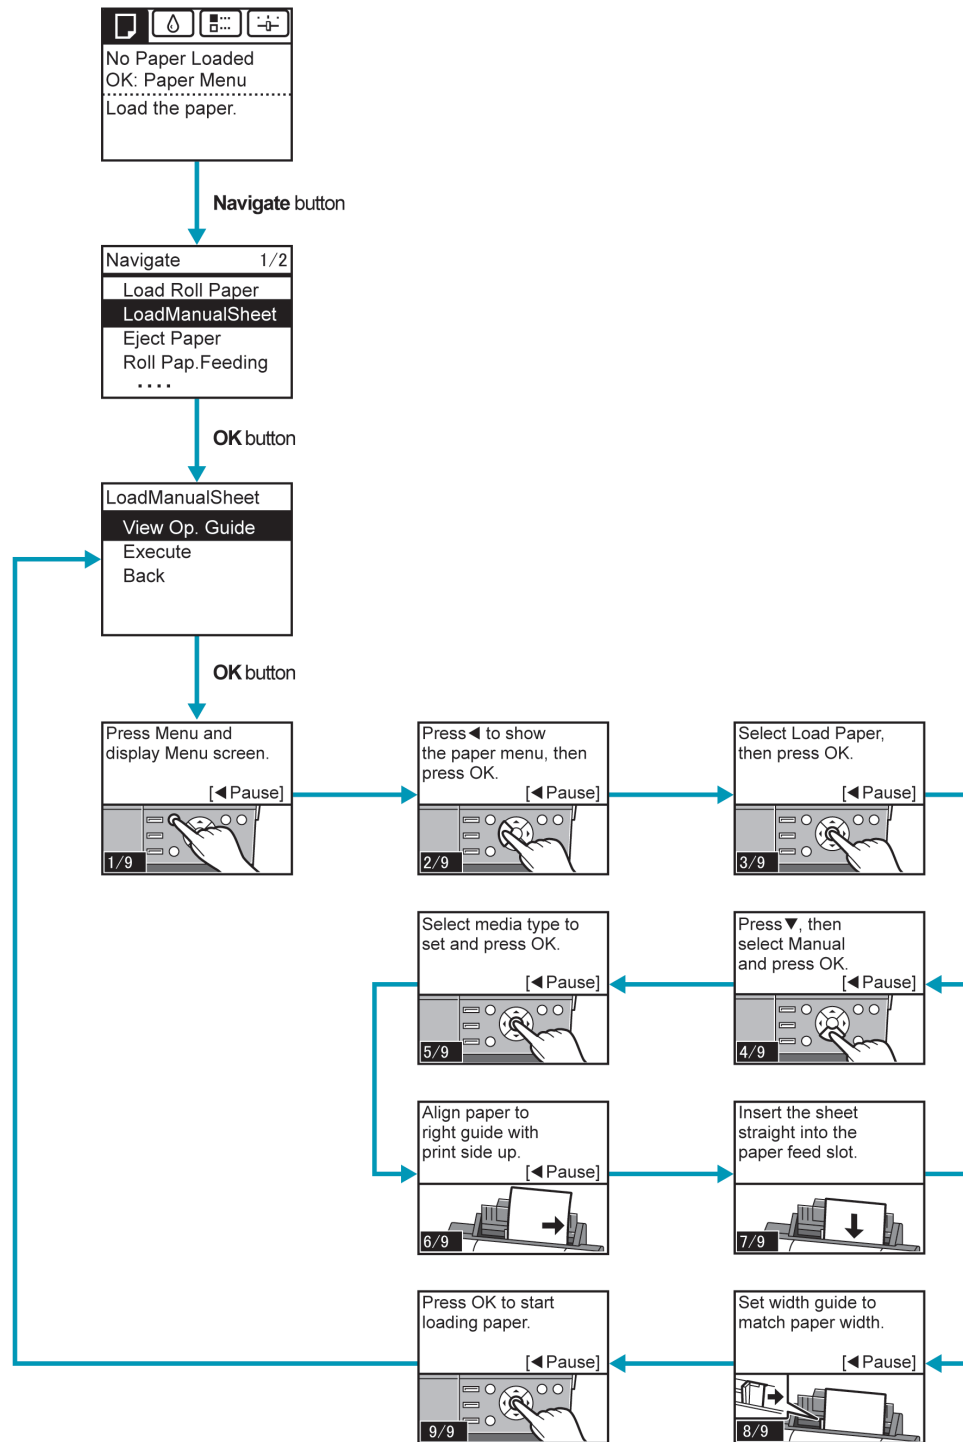 No Paper Loaded
OK: Paper Menu
Load the paper.
Navigate button
Navigate 1/2
Load Roll Paper
LoadManualSheet
Eject Paper
Roll Pap.Feeding
....
OK button
LoadManualSheet
View Op. Guide
Execute
Back
OK button
Press Menu and
display Menu screen.
[◀Pause]
1/9
Press◀ to show
the paper menu, then
press OK.
[◀Pause]
2/9
Select Load Paper,
then press OK.
[◀Pause]
3/9
Press▼, then
select Manual
and press OK.
[◀Pause]
4/9
Select media type to
set and press OK.
[◀Pause]
5/9
Align paper to
right guide with
print side up.
[◀Pause]
6/9
Insert the sheet
straight into the
paper feed slot.
7/9
Set width guide to
match paper width.
[◀Pause]
8/9
Press OK to start
loading paper.
[◀Pause]
9/9